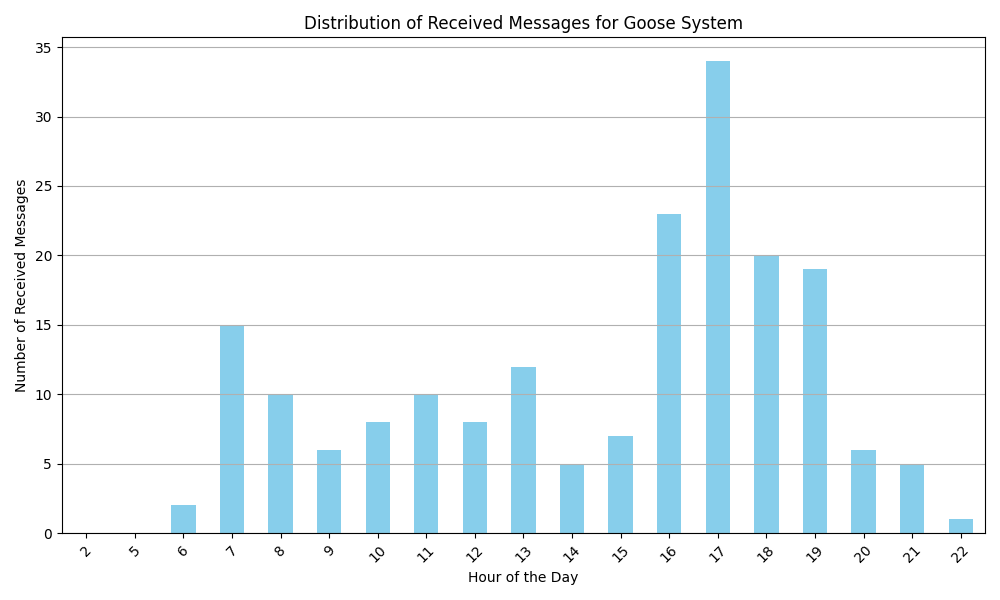 Distribution of Received Messages for Goose System
Number of Received Messages
35
30
25
20
15
10
5
0
2 5 6 7 8 9 10 11 12 13 14 15 16 17 18 19 20 21 22
Hour of the Day